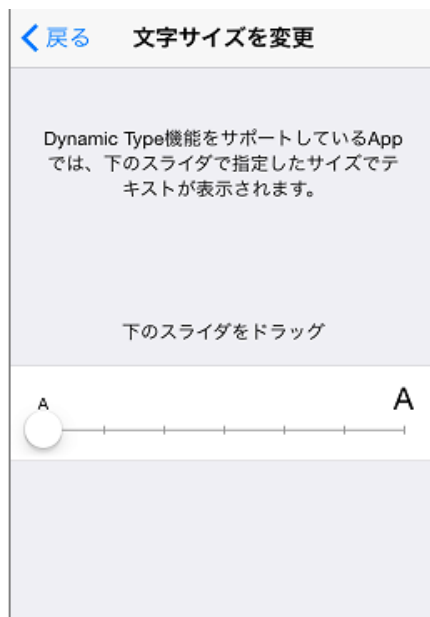 戻る 文字サイズを変更
Dynamic Type機能をサポートしているApp
では、下のスライダで指定したサイズでテ
キストが表示されます。
下のスライダをドラッグ
A A